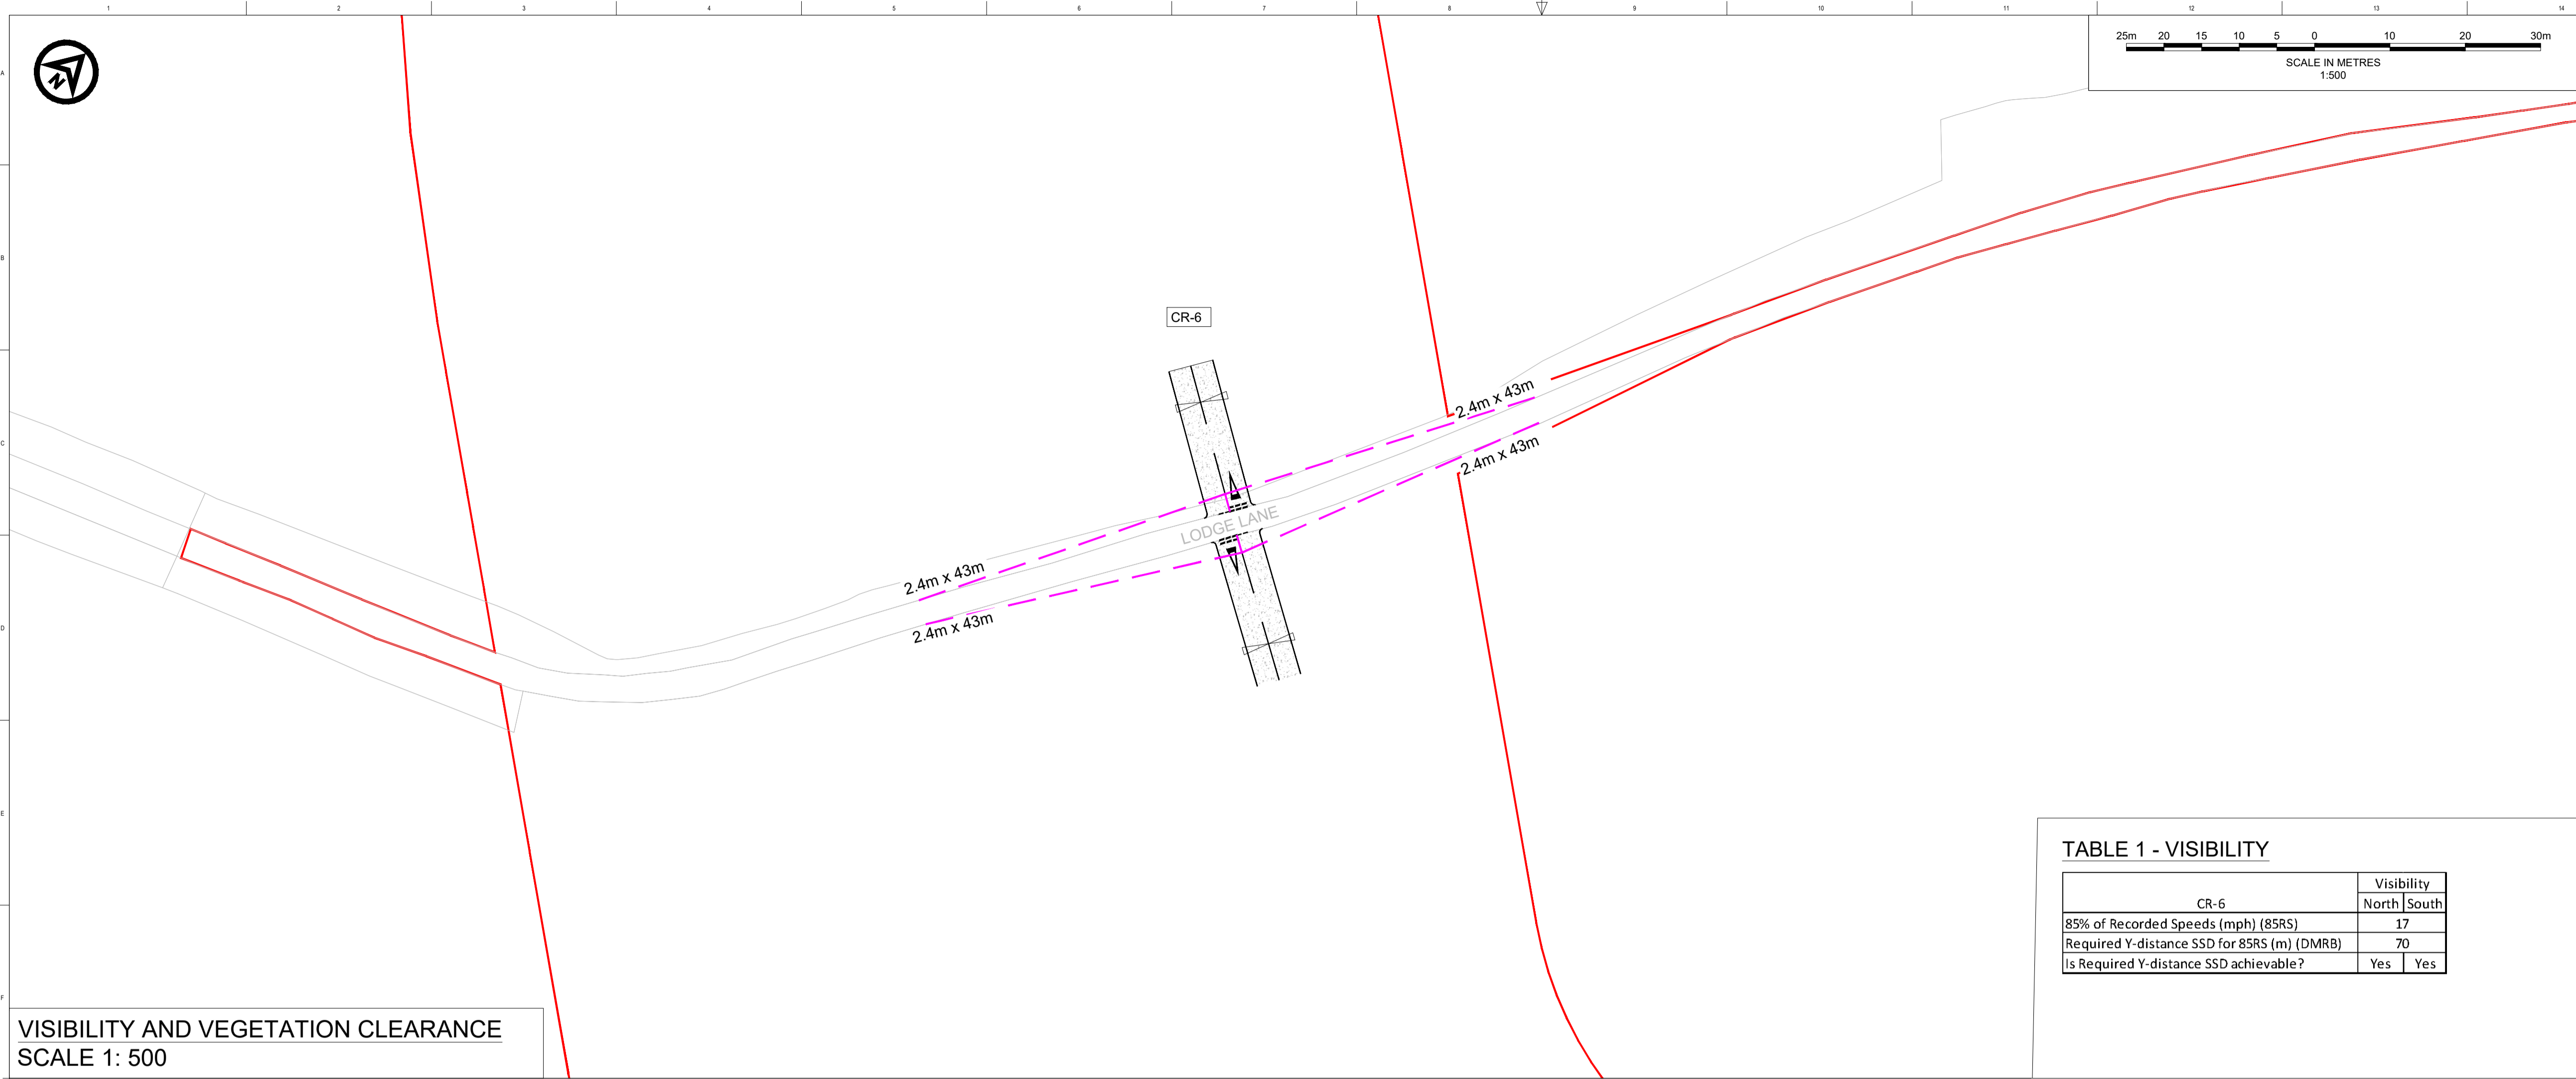 1 2 3 4 5 6 7 8 9 10 11 12 13 14
A
B
C
D
E
F
N
25m 20 15 10 5 0 10 20 30m
SCALE IN METRES
1:500
CR-6
2.4m x 43m
2.4m x 43m
LODGE LANE
2.4m x 43m
2.4m x 43m
TABLE 1 - VISIBILITY
Visibility
CR-6 North South
85% of Recorded Speeds (mph) (85RS) 17
Required Y-distance SSD for 85RS (m) (DMRB) 70
Is Required Y-distance SSD achievable? Yes Yes
VISIBILITY AND VEGETATION CLEARANCE
SCALE 1: 500